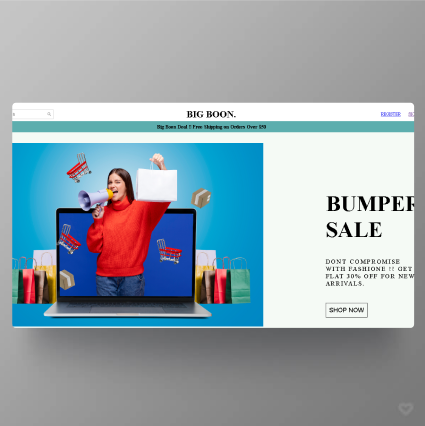 BIG BOON.
REGISTER
Big Boon Deal !! Free Shipping on Orders Over $50
BUMPER
SALE
DONT COMPROMISE
WITH FASHIONE !! GET
FLAT 30% OFF FOR NEW
ARRIVALS.
SHOP NOW